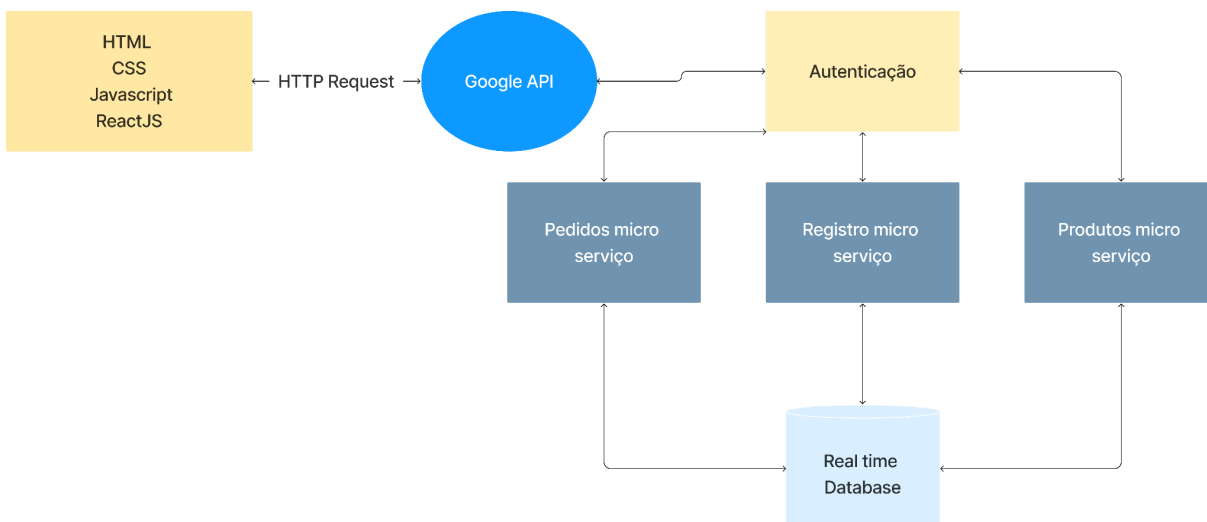 HTML
CSS
Javascript
ReactJS
HTTP Request
Google API
Autenticação
Pedidos micro
serviço
Registro micro
serviço
Produtos micro
serviço
Real time
Database